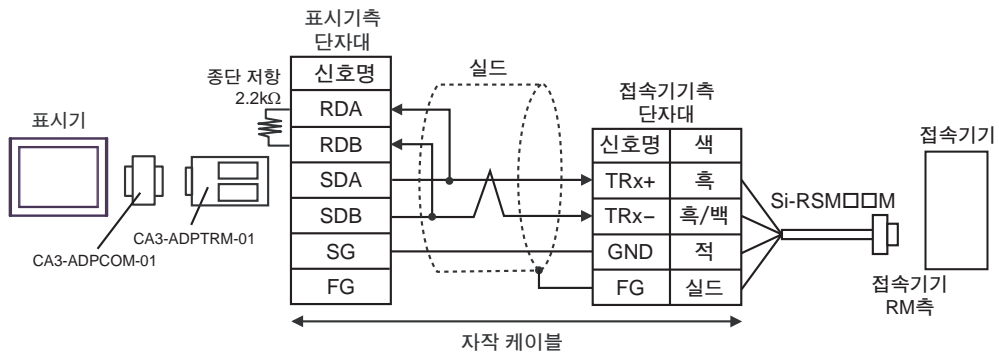 표시기
CA3-ADPCOM-01
CA3-ADPTRM-01
종단 저항
2.2kΩ
표시기측
단자대
신호명
RDA
RDB
SDA
SDB
SG
FG
실드
접속기기측
단자대
신호명 색
TRx+ 흑
TRx− 흑/백
GND 적
FG 실드
자작 케이블
Si-RSM□□M
접속기기
접속기기
RM측